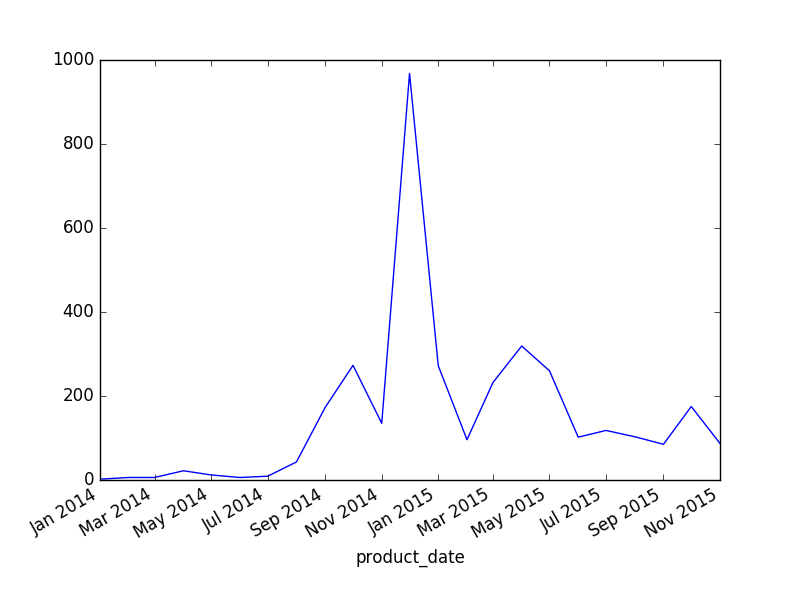 1000
800
600
400
200
0
Jan 2014
Mar 2014
May 2014
Jul 2014
Sep 2014
Nov 2014
Jan 2015
Mar 2015
May 2015
Jul 2015
Sep 2015
Nov 2015
product_date